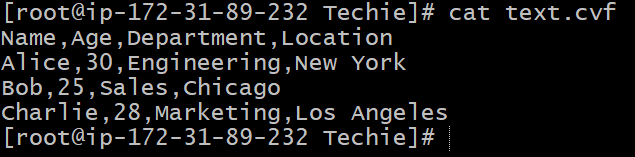 [root@ip-172-31-89-232 Techie]# cat text.cvf
Name,Age,Department,Location
Alice,30,Engineering,New York
Bob,25,Sales,Chicago
Charlie,28,Marketing,Los Angeles
[root@ip-172-31-89-232 Techie]#